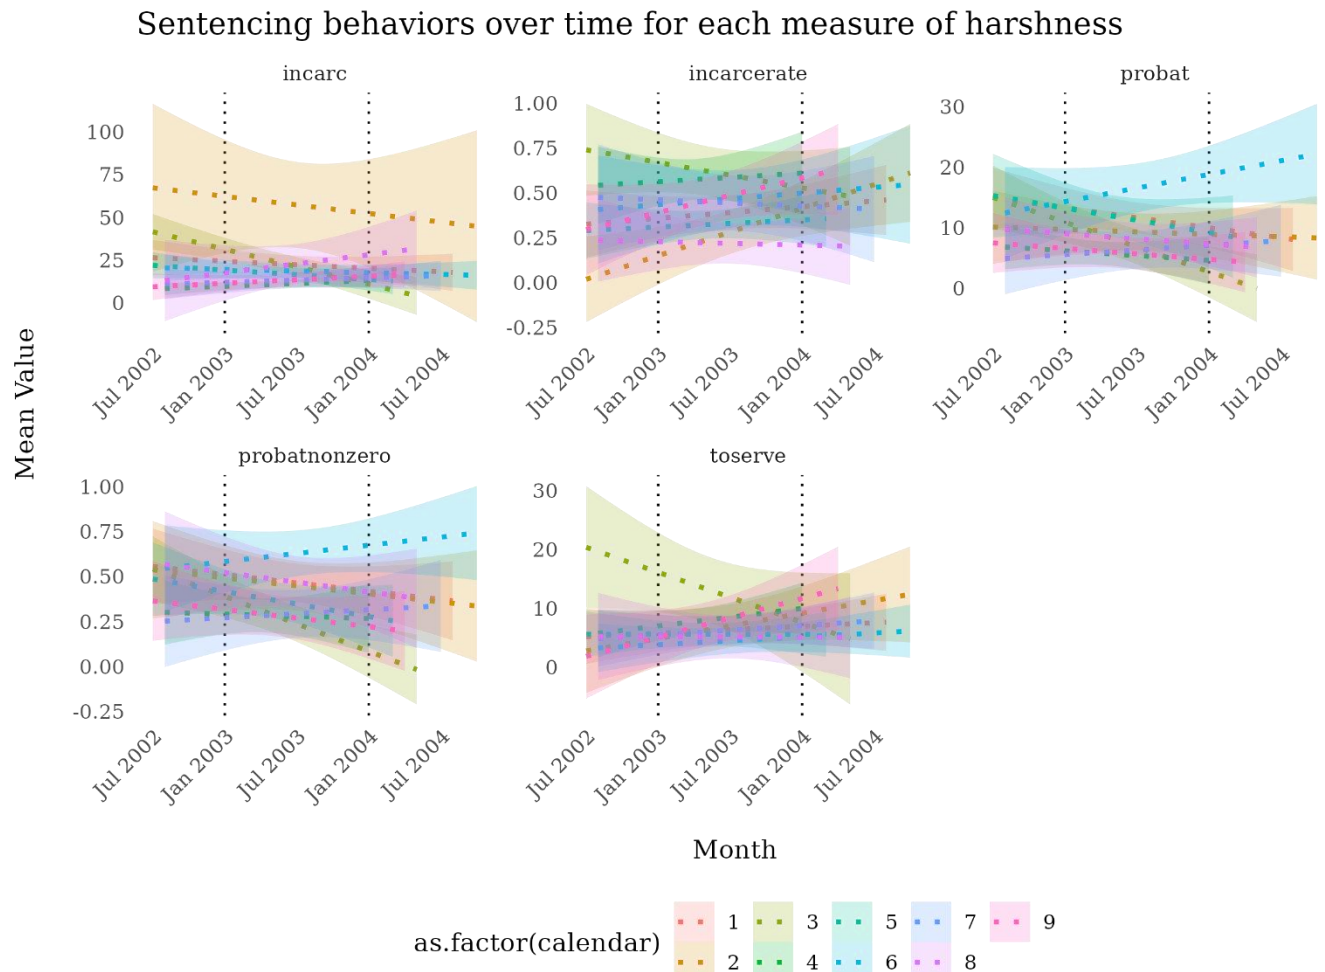 Sentencing behaviors over time for each measure of harshness
incarc
incarcerate
probat
100
75
50
25
0
1.00
0.75
0.50
0.25
0.00
-0.25
30
20
10
0
Jul 2002
Jan 2003
Jul 2003
Jan 2004
Jul 2004
Jul 2002
Jan 2003
Jul 2003
Jan 2004
Jul 2004
Jul 2002
Jan 2003
Jul 2003
Jan 2004
Jul 2004
Mean Value
probatnonzero
toserve
1.00
0.75
0.50
0.25
0.00
-0.25
30
20
10
0
Jul 2002
Jan 2003
Jul 2003
Jan 2004
Jul 2004
Jul 2002
Jan 2003
Jul 2003
Jan 2004
Jul 2004
Month
as.factor(calendar)
1
3
5
7
9
2
4
6
8